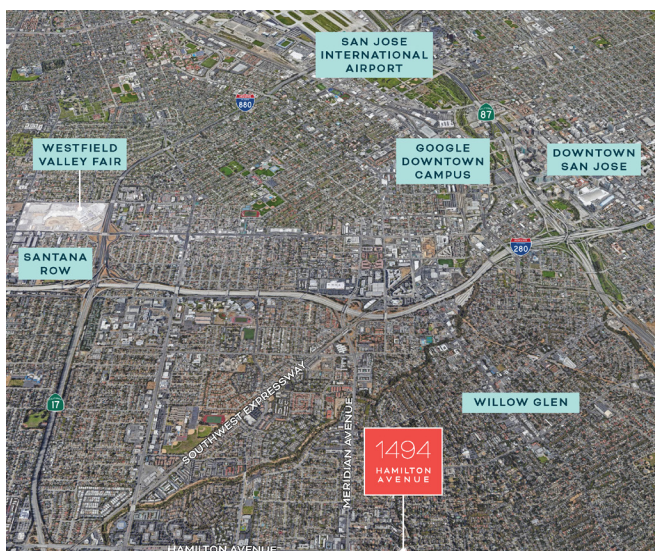 SAN JOSE
INTERNATIONAL
AIRPORT
880
87
WESTFIELD
VALLEY FAIR
GOOGLE
DOWNTOWN
CAMPUS
DOWNTOWN
SAN JOSE
280
SANTANA
ROW
17
SOUTHWEST EXPRESSWAY
MERIDIAN AVENUE
WILLOW GLEN
1494
HAMILTON
AVENUE
HAMILTON AVENUE